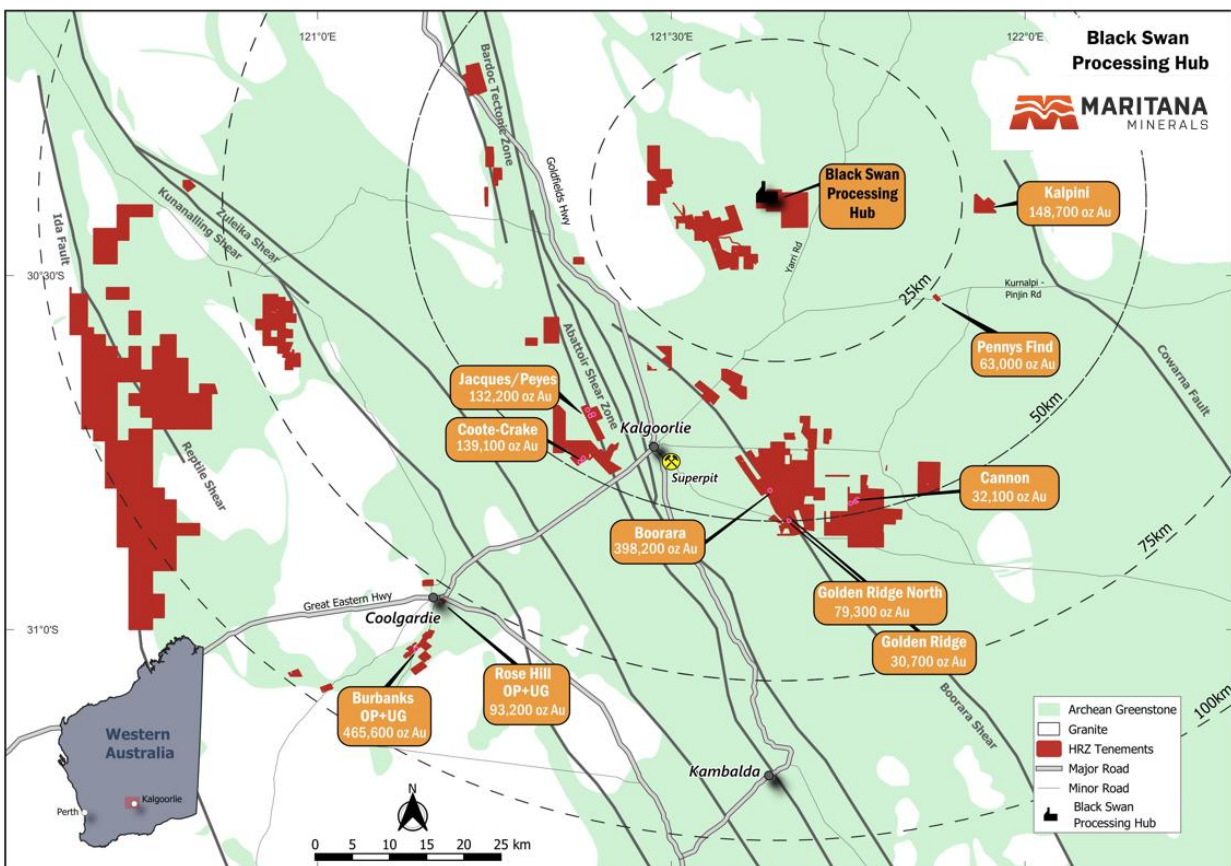 Black Swan
Processing Hub
MARITANA
MINERALS
121°0'E
121°30'E
122°0'E
30°30'S
31°0'S
Bardoc Tectonic Zone
Goldfields Hwy
Zuleika Shear
Kunanalling Shear
Ida Fault
Reptile Shear
Abattoir Shear Zone
Black Swan
Processing
Hub
Kalpini
148,700 oz Au
Yarri Rd
Kurnalpi -
Pinjin Rd
25km
Pennys Find
63,000 oz Au
Cowarna Fault
50km
Jacques/Peyes
132,200 oz Au
Coote-Crake
139,100 oz Au
Kalgoorlie
Superpit
Cannon
32,100 oz Au
Boorara
398,200 oz Au
75km
Golden Ridge North
79,300 oz Au
Golden Ridge
30,700 oz Au
Great Eastern Hwy
Coolgardie
Rose Hill
OP+UG
93,200 oz Au
Burbanks
OP+UG
465,600 oz Au
Boorara Shear
100km
Kambalda
Western
Australia
Perth
Kalgoorlie
N
0 5 10 15 20 25 km
Archean Greenstone
Granite
HRZ Tenements
Major Road
Minor Road
Black Swan
Processing Hub